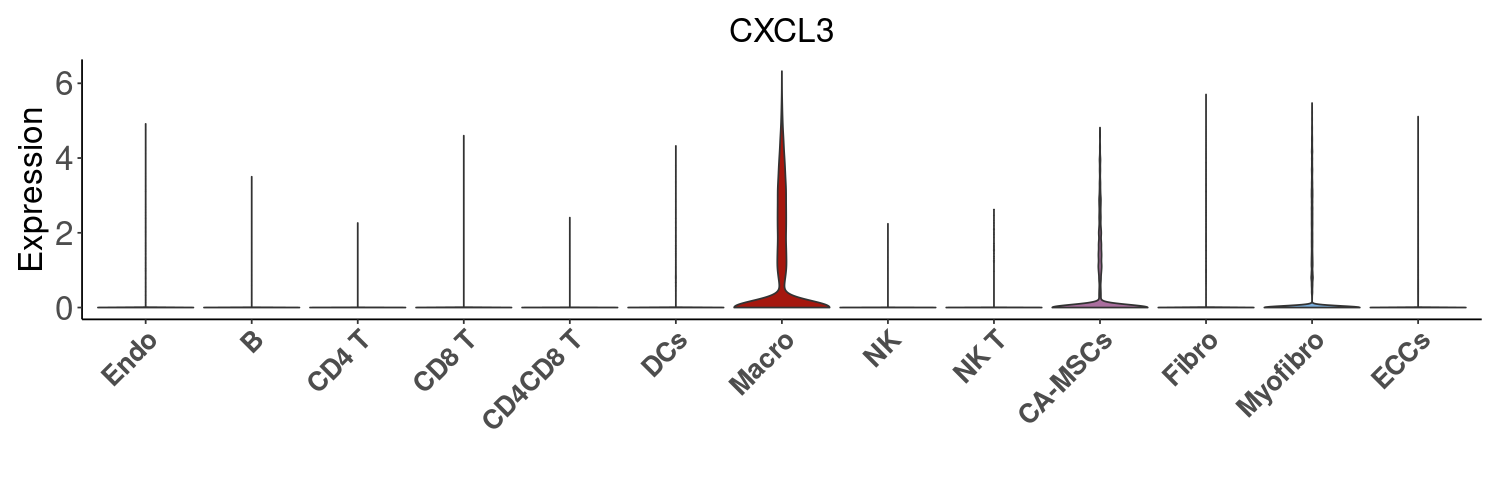 CXCL3
Expression
6
4
2
0
Endo
B
CD4 T
CD8 T
CD4CD8 T
DCs
Macro
NK
NK T
CA-MSCs
Fibro
Myofibro
ECCs